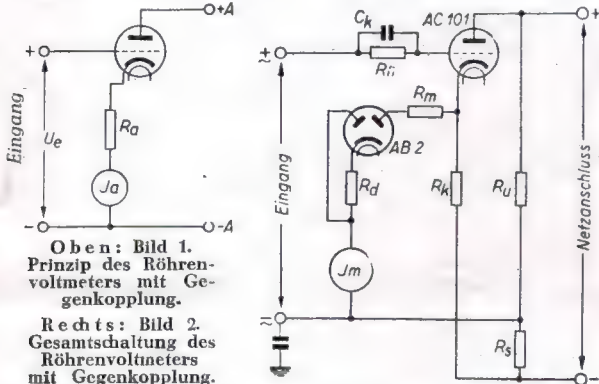 +A
+
Eingang
Ue
Ra
Ja
-
-A
Oben: Bild 1.
Prinzip des Röhren-
voltmeters mit Ge-
genkopplung.
Rechts: Bild 2.
Gesamtschaltung des
Röhrenvoltmeters
mit Gegenkopplung.
Ck
AC 101
+
+
≂
Rü
Rm
AB 2
Eingang
Rd
Rk
Ru
Netzanschluss
Jm
Rs
-